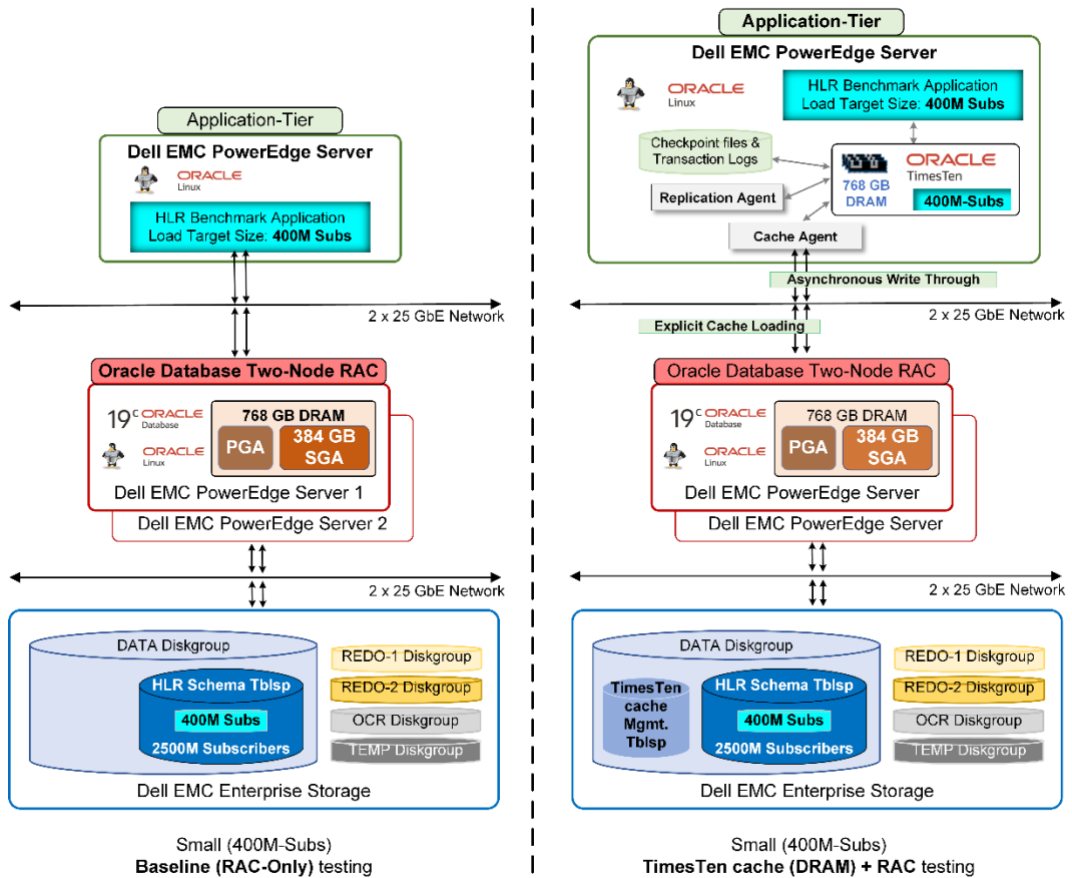 Application-Tier
Dell EMC PowerEdge Server
ORACLE
Linux
HLR Benchmark Application
Load Target Size: 400M Subs
2 x 25 GbE Network
Oracle Database Two-Node RAC
19c ORACLE
Database
ORACLE
Linux
768 GB DRAM
PGA
384 GB
SGA
Dell EMC PowerEdge Server 1
Dell EMC PowerEdge Server 2
2 x 25 GbE Network
DATA Diskgroup
HLR Schema Tblsp
400M Subs
2500M Subscribers
REDO-1 Diskgroup
REDO-2 Diskgroup
OCR Diskgroup
TEMP Diskgroup
Dell EMC Enterprise Storage
Small (400M-Subs)
Baseline (RAC-Only) testing
Application-Tier
Dell EMC PowerEdge Server
ORACLE
Linux
HLR Benchmark Application
Load Target Size: 400M Subs
Checkpoint files &
Transaction Logs
768 GB
DRAM
ORACLE
TimesTen
400M-Subs
Replication Agent
Cache Agent
Asynchronous Write Through
2 x 25 GbE Network
Explicit Cache Loading
Oracle Database Two-Node RAC
19c ORACLE
Database
ORACLE
Linux
768 GB DRAM
PGA
384 GB
SGA
Dell EMC PowerEdge Server
Dell EMC PowerEdge Server
2 x 25 GbE Network
DATA Diskgroup
TimesTen
cache
Mgmt.
Tblsp
HLR Schema Tblsp
400M Subs
2500M Subscribers
REDO-1 Diskgroup
REDO-2 Diskgroup
OCR Diskgroup
TEMP Diskgroup
Dell EMC Enterprise Storage
Small (400M-Subs)
TimesTen cache (DRAM) + RAC testing